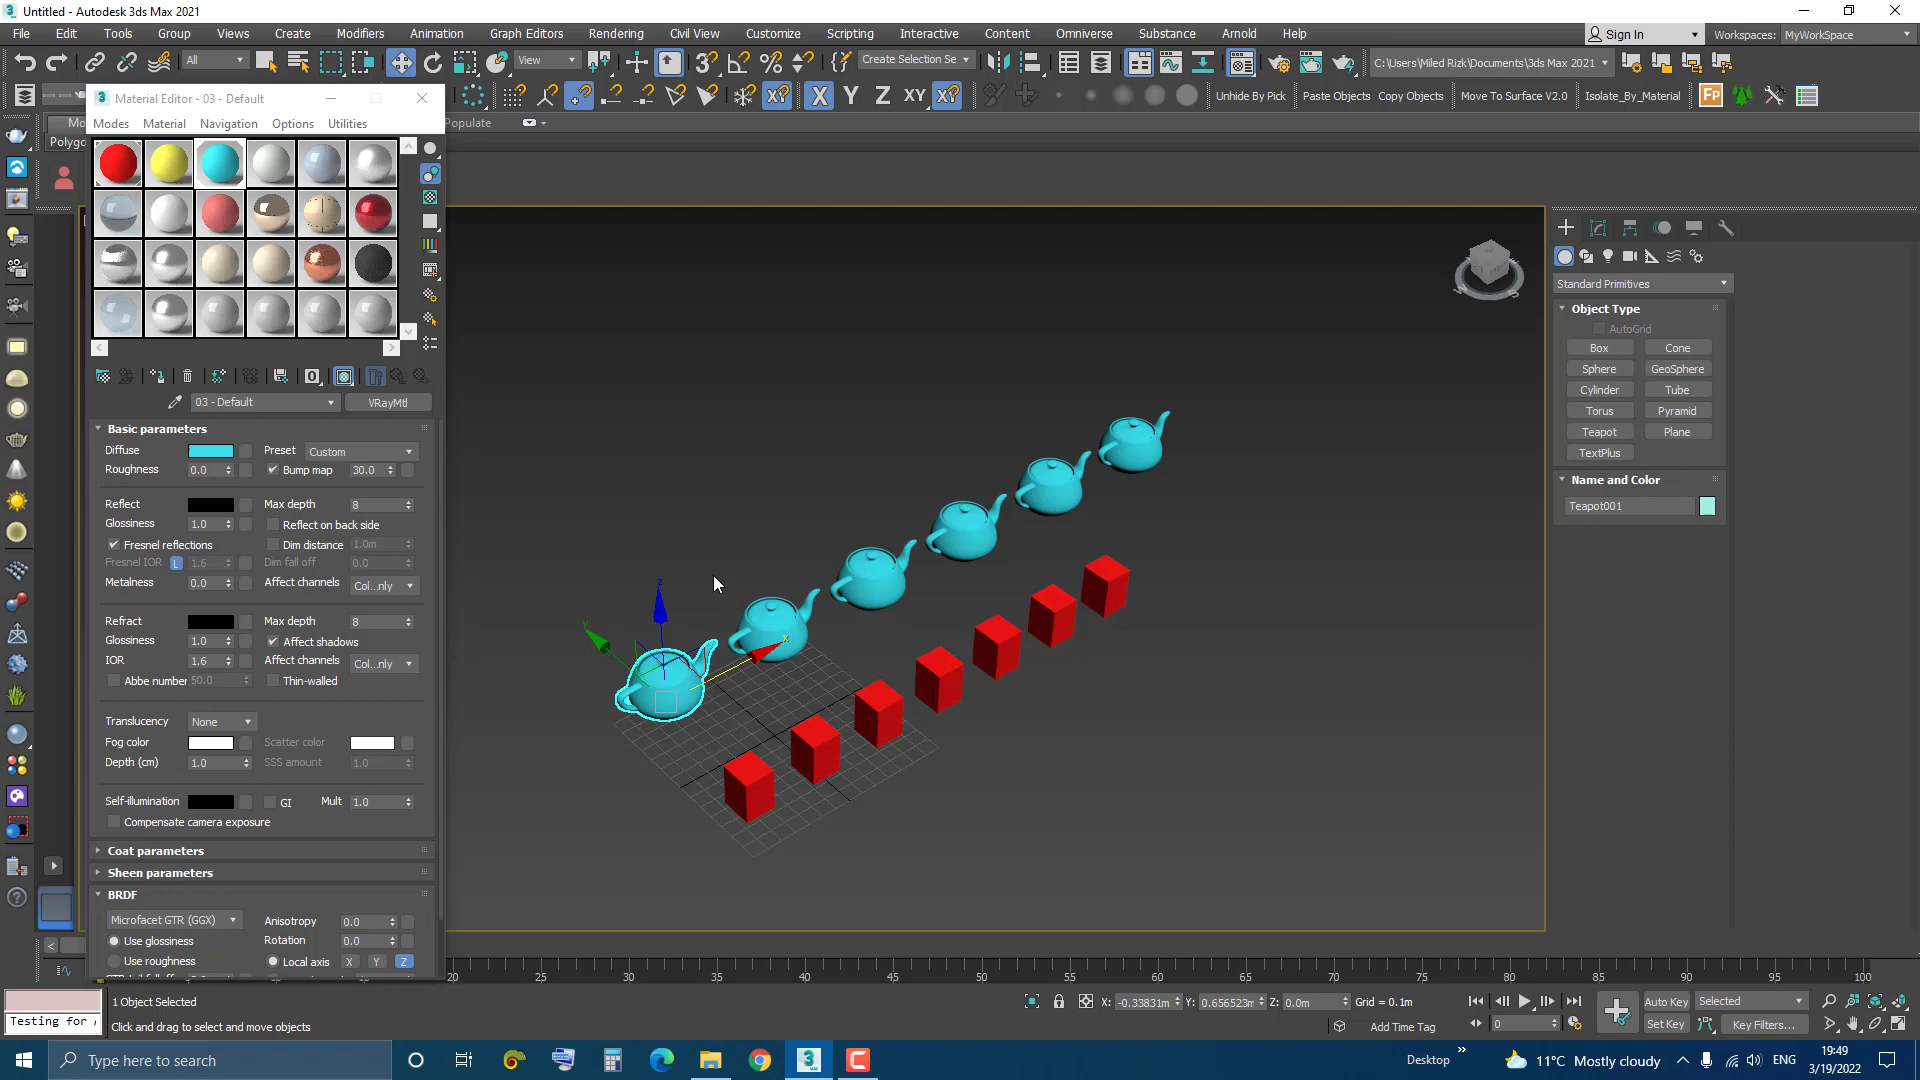 Untitled - Autodesk 3ds Max 2021
File Edit Tools Group Views Create Modifiers Animation Graph Editors Rendering Civil View Customize Scripting Interactive Content Omniverse Substance Arnold Help
Sign In Workspaces: MyWorkSpace
All View Create Selection Se C:\Users\Miled Rizk\Documents\3ds Max 2021
X Y Z XY XY Unhide By Pick Paste Objects Copy Objects Move To Surface V2.0 Isolate_By_Material FP
Material Editor - 03 - Default
Modes Material Navigation Options Utilities
Mo Populate
Polyg
03 - Default VRayMtl
Basic parameters
Diffuse Preset Custom
Roughness 0.0 Bump map 30.0
Reflect Max depth 8
Glossiness 1.0 Reflect on back side
Fresnel reflections Dim distance 1.0m
Fresnel IOR L 1.6 Dim fall off 0.0
Metalness 0.0 Affect channels Col...nly
Refract Max depth 8
Glossiness 1.0 Affect shadows
IOR 1.6 Affect channels Col...nly
Abbe number 50.0 Thin-walled
Translucency None
Fog color Scatter color
Depth (cm) 1.0 SSS amount 1.0
Self-illumination GI Mult 1.0
Compensate camera exposure
Coat parameters
Sheen parameters
BRDF
Microfacet GTR (GGX) Anisotropy 0.0
Use glossiness Rotation 0.0
Use roughness Local axis X Y Z
z
y
x
W S
Standard Primitives
Object Type
AutoGrid
Box Cone
Sphere GeoSphere
Cylinder Tube
Torus Pyramid
Teapot Plane
TextPlus
Name and Color
Teapot001
20 25 30 35 40 45 50 55 60 65 70 75 80 85 90 95 100
1 Object Selected X: -0.33831m Y: 0.656523m Z: 0.0m Grid = 0.1m Auto Key Selected
Testing for Click and drag to select and move objects Add Time Tag 0 Set Key Key Filters...
Type here to search Desktop 11°C Mostly cloudy ENG 19:49
3/19/2022